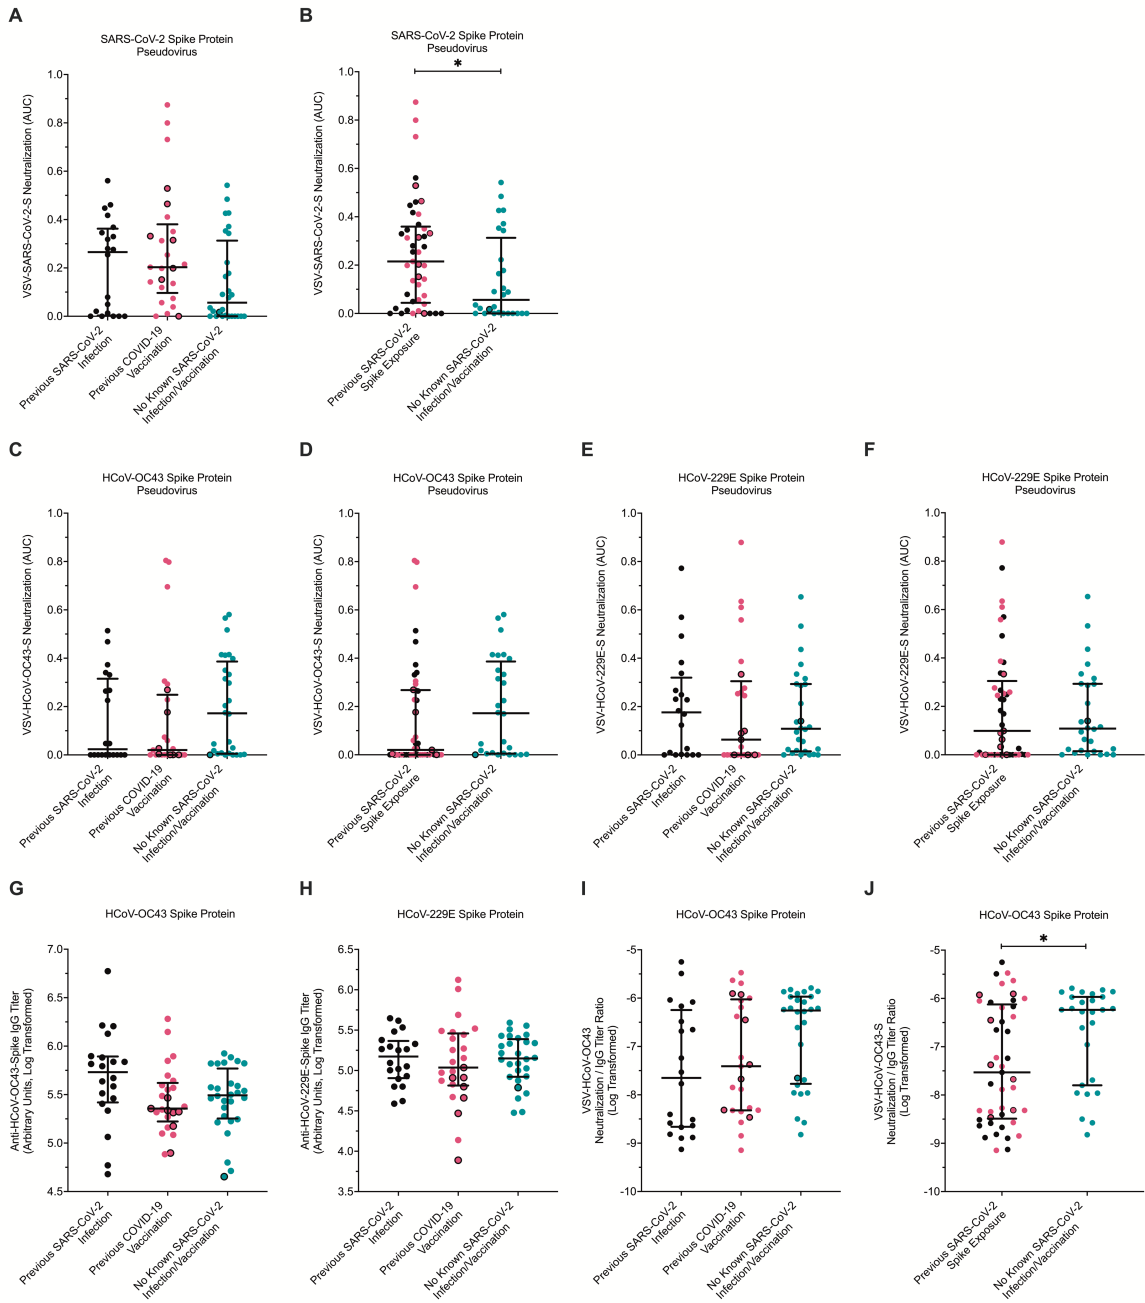 A
SARS-CoV-2 Spike Protein
Pseudovirus
VSV-SARS-CoV-2-S Neutralization (AUC)
1.0
0.8
0.6
0.4
0.2
0.0
Previous SARS-CoV-2
Infection
Previous COVID-19
Vaccination
No Known SARS-CoV-2
Infection/Vaccination
B
SARS-CoV-2 Spike Protein
Pseudovirus
*
VSV-SARS-CoV-2-S Neutralization (AUC)
1.0
0.8
0.6
0.4
0.2
0.0
Previous SARS-CoV-2
Spike Exposure
No Known SARS-CoV-2
Infection/Vaccination
C
HCoV-OC43 Spike Protein
Pseudovirus
VSV-HCoV-OC43-S Neutralization (AUC)
1.0
0.8
0.6
0.4
0.2
0.0
Previous SARS-CoV-2
Infection
Previous COVID-19
Vaccination
No Known SARS-CoV-2
Infection/Vaccination
D
HCoV-OC43 Spike Protein
Pseudovirus
VSV-HCoV-OC43-S Neutralization (AUC)
1.0
0.8
0.6
0.4
0.2
0.0
Previous SARS-CoV-2
Spike Exposure
No Known SARS-CoV-2
Infection/Vaccination
E
HCoV-229E Spike Protein
Pseudovirus
VSV-HCoV-229E-S Neutralization (AUC)
1.0
0.8
0.6
0.4
0.2
0.0
Previous SARS-CoV-2
Infection
Previous COVID-19
Vaccination
No Known SARS-CoV-2
Infection/Vaccination
F
HCoV-229E Spike Protein
Pseudovirus
VSV-HCoV-229E-S Neutralization (AUC)
1.0
0.8
0.6
0.4
0.2
0.0
Previous SARS-CoV-2
Spike Exposure
No Known SARS-CoV-2
Infection/Vaccination
G
HCoV-OC43 Spike Protein
Anti-HCoV-OC43-Spike IgG Titer
(Arbitrary Units, Log Transformed)
7.0
6.5
6.0
5.5
5.0
4.5
Previous SARS-CoV-2
Infection
Previous COVID-19
Vaccination
No Known SARS-CoV-2
Infection/Vaccination
H
HCoV-229E Spike Protein
Anti-HCoV-229E-Spike IgG Titer
(Arbitrary Units, Log Transformed)
6.5
6.0
5.5
5.0
4.5
4.0
3.5
Previous SARS-CoV-2
Infection
Previous COVID-19
Vaccination
No Known SARS-CoV-2
Infection/Vaccination
I
HCoV-OC43 Spike Protein
VSV-HCoV-OC43
Neutralization / IgG Titer Ratio
(Log Transformed)
-5
-6
-7
-8
-9
-10
Previous SARS-CoV-2
Infection
Previous COVID-19
Vaccination
No Known SARS-CoV-2
Infection/Vaccination
J
HCoV-OC43 Spike Protein
*
VSV-HCoV-OC43-S
Neutralization / IgG Titer Ratio
(Log Transformed)
-5
-6
-7
-8
-9
-10
Previous SARS-CoV-2
Spike Exposure
No Known SARS-CoV-2
Infection/Vaccination